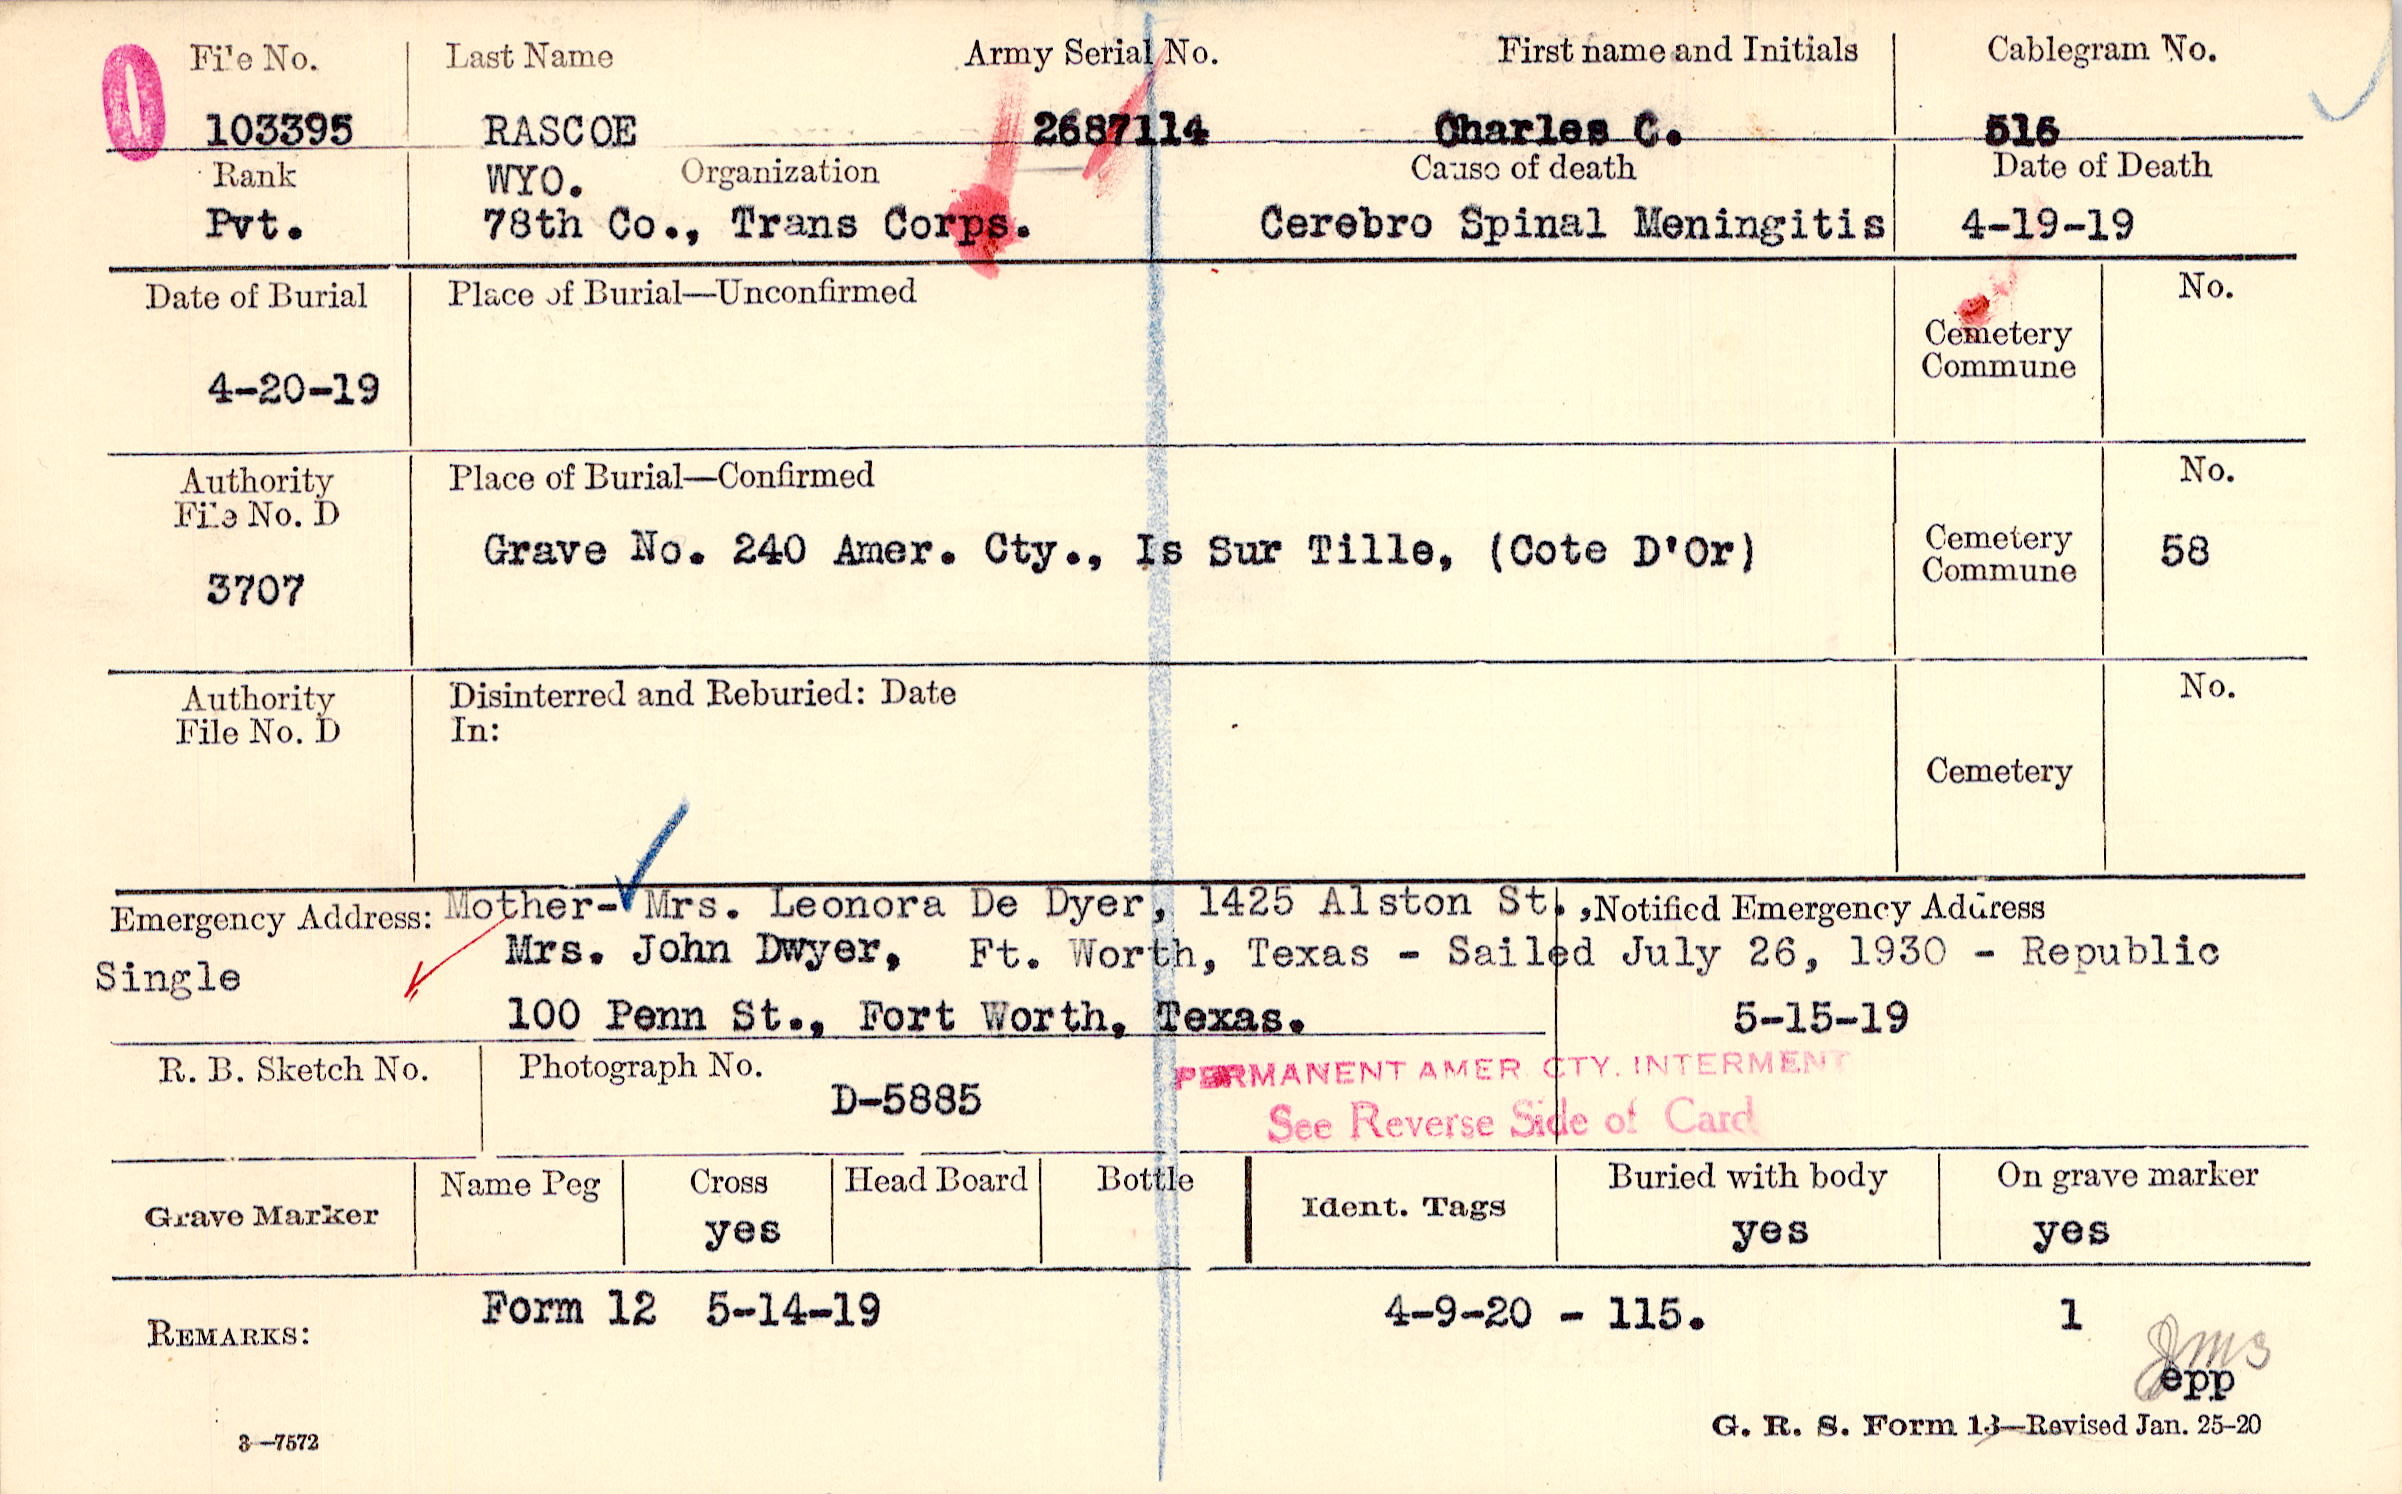 0
File No. Last Name Army Serial No. First name and Initials Cablegram No.
103395 RASCOE 2687114 Charles C. 516
Rank WYO. Organization Cause of death Date of Death
Pvt. 78th Co., Trans Corps. Cerebro Spinal Meningitis 4-19-19
Date of Burial Place of Burial—Unconfirmed No.
Cemetery
Commune
4-20-19
Authority Place of Burial—Confirmed No.
File No. D
Grave No. 240 Amer. Cty., Is Sur Tille, (Cote D'Or) Cemetery 58
Commune
3707
Authority Disinterred and Reburied: Date No.
File No. D In:
Cemetery
Emergency Address: Mother- Mrs. Leonora De Dyer, 1425 Alston St., Notified Emergency Address
Mrs. John Dwyer, Ft. Worth, Texas - Sailed July 26, 1930 - Republic
Single
100 Penn St., Fort Worth, Texas. 5-15-19
R. B. Sketch No. Photograph No. PERMANENT AMER CTY. INTERMENT
D-5885 See Reverse Side of Card
Name Peg Cross Head Board Bottle Buried with body On grave marker
Grave Marker yes Ident. Tags yes yes
Form 12 5-14-19 4-9-20 - 115. 1
REMARKS:
Jms
epp
3—7572 G. R. S. Form 13—Revised Jan. 25-20